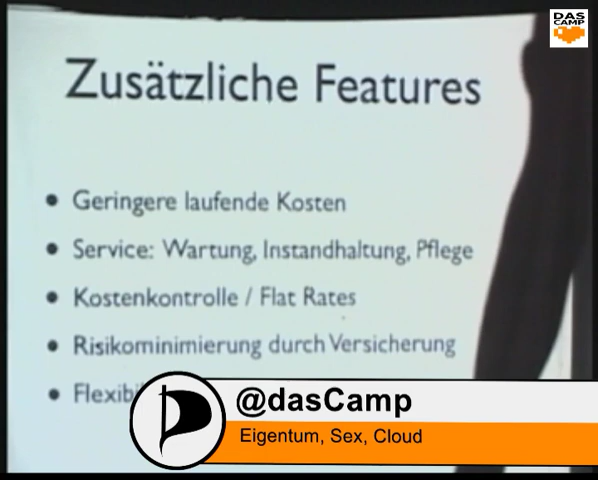 DAS
CAMP
Zusätzliche Features
Geringere laufende Kosten
Service: Wartung, Instandhaltung, Pflege
Kostenkontrolle / Flat Rates
Risikominimierung durch Versicherung
@dasCamp
Eigentum, Sex, Cloud